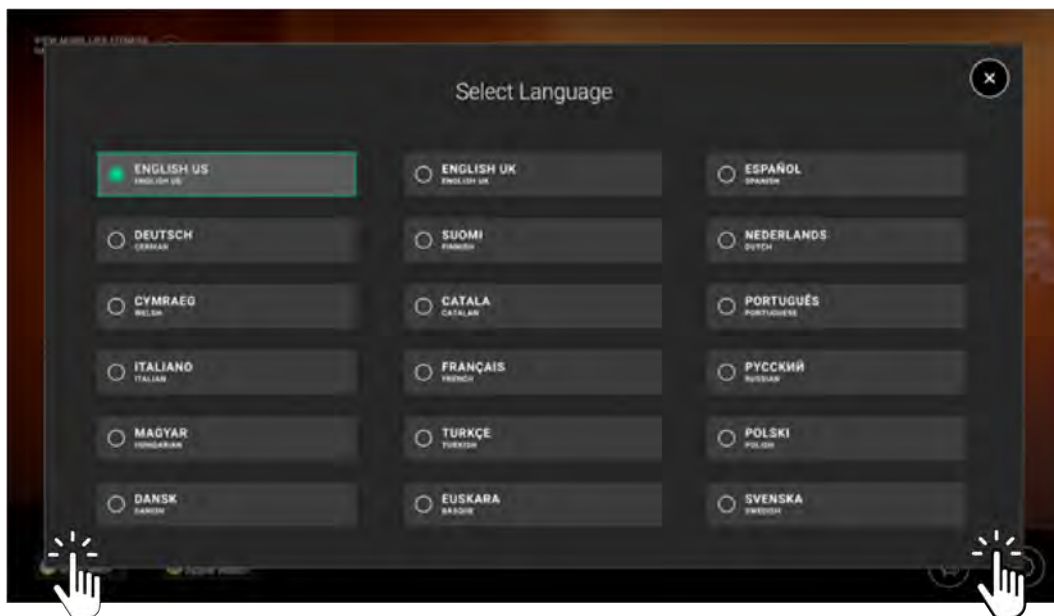 Select Language
ENGLISH US
ENGLISH US
ENGLISH UK
ENGLISH UK
ESPAÑOL
SPANISH
DEUTSCH
GERMAN
SUOMI
FINNISH
NEDERLANDS
DUTCH
CYMRAEG
WELSH
CATALA
CATALAN
PORTUGUÊS
PORTUGUESE
ITALIANO
ITALIAN
FRANÇAIS
FRENCH
РУССКИЙ
RUSSIAN
MAGYAR
HUNGARIAN
TURKÇE
TURKISH
POLSKI
POLISH
DANSK
DANISH
EUSKARA
BASQUE
SVENSKA
SWEDISH